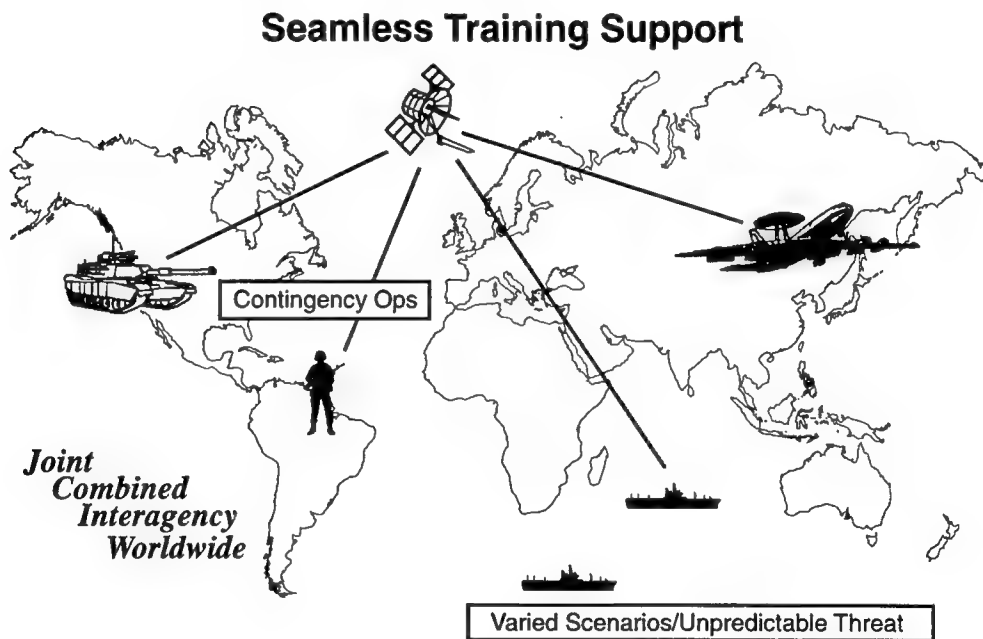 Seamless Training Support
Contingency Ops
Joint
Combined
Interagency
Worldwide
Varied Scenarios/Unpredictable Threat